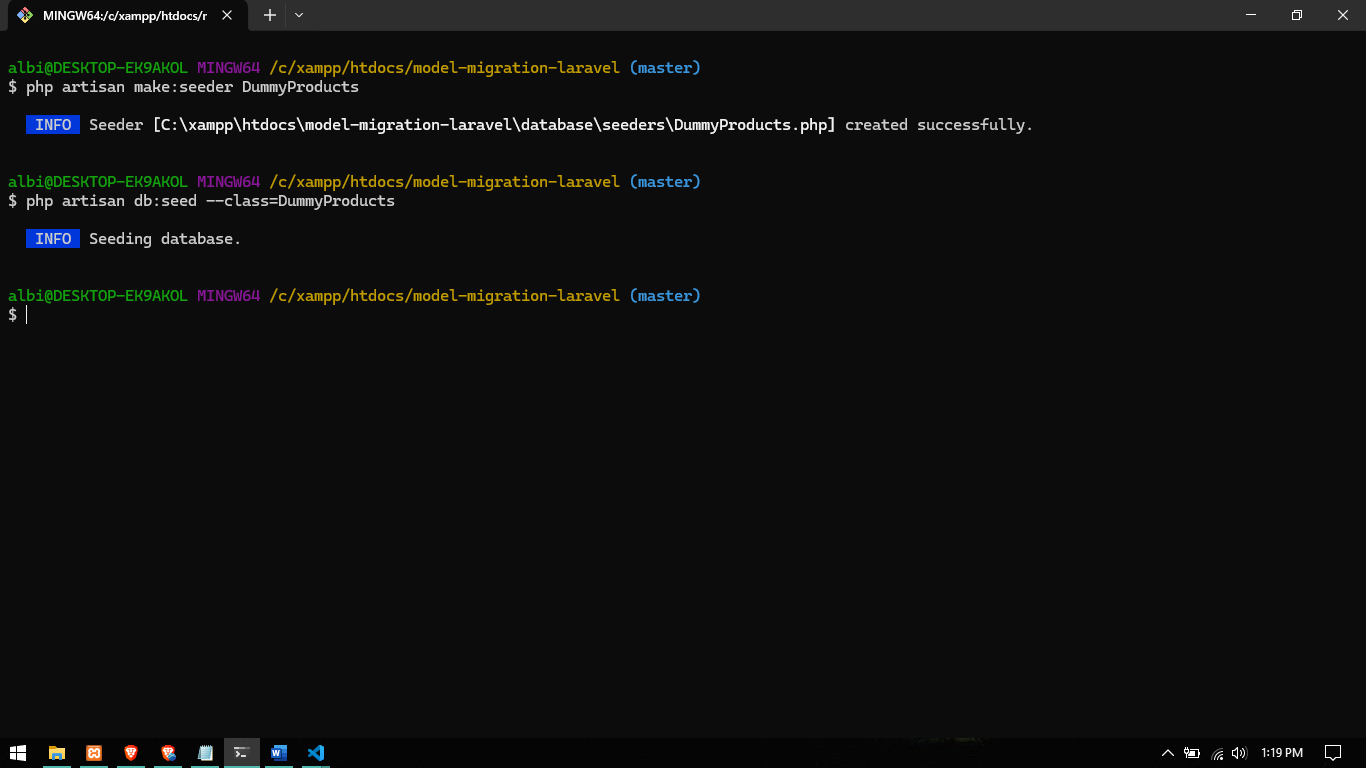 MINGW64:/c/xampp/htdocs/r
albi@DESKTOP-EK9AKOL MINGW64 /c/xampp/htdocs/model-migration-laravel (master)
$ php artisan make:seeder DummyProducts
INFO Seeder [C:\xampp\htdocs\model-migration-laravel\database\seeders\DummyProducts.php] created successfully.
albi@DESKTOP-EK9AKOL MINGW64 /c/xampp/htdocs/model-migration-laravel (master)
$ php artisan db:seed --class=DummyProducts
INFO Seeding database.
albi@DESKTOP-EK9AKOL MINGW64 /c/xampp/htdocs/model-migration-laravel (master)
$
1:19 PM